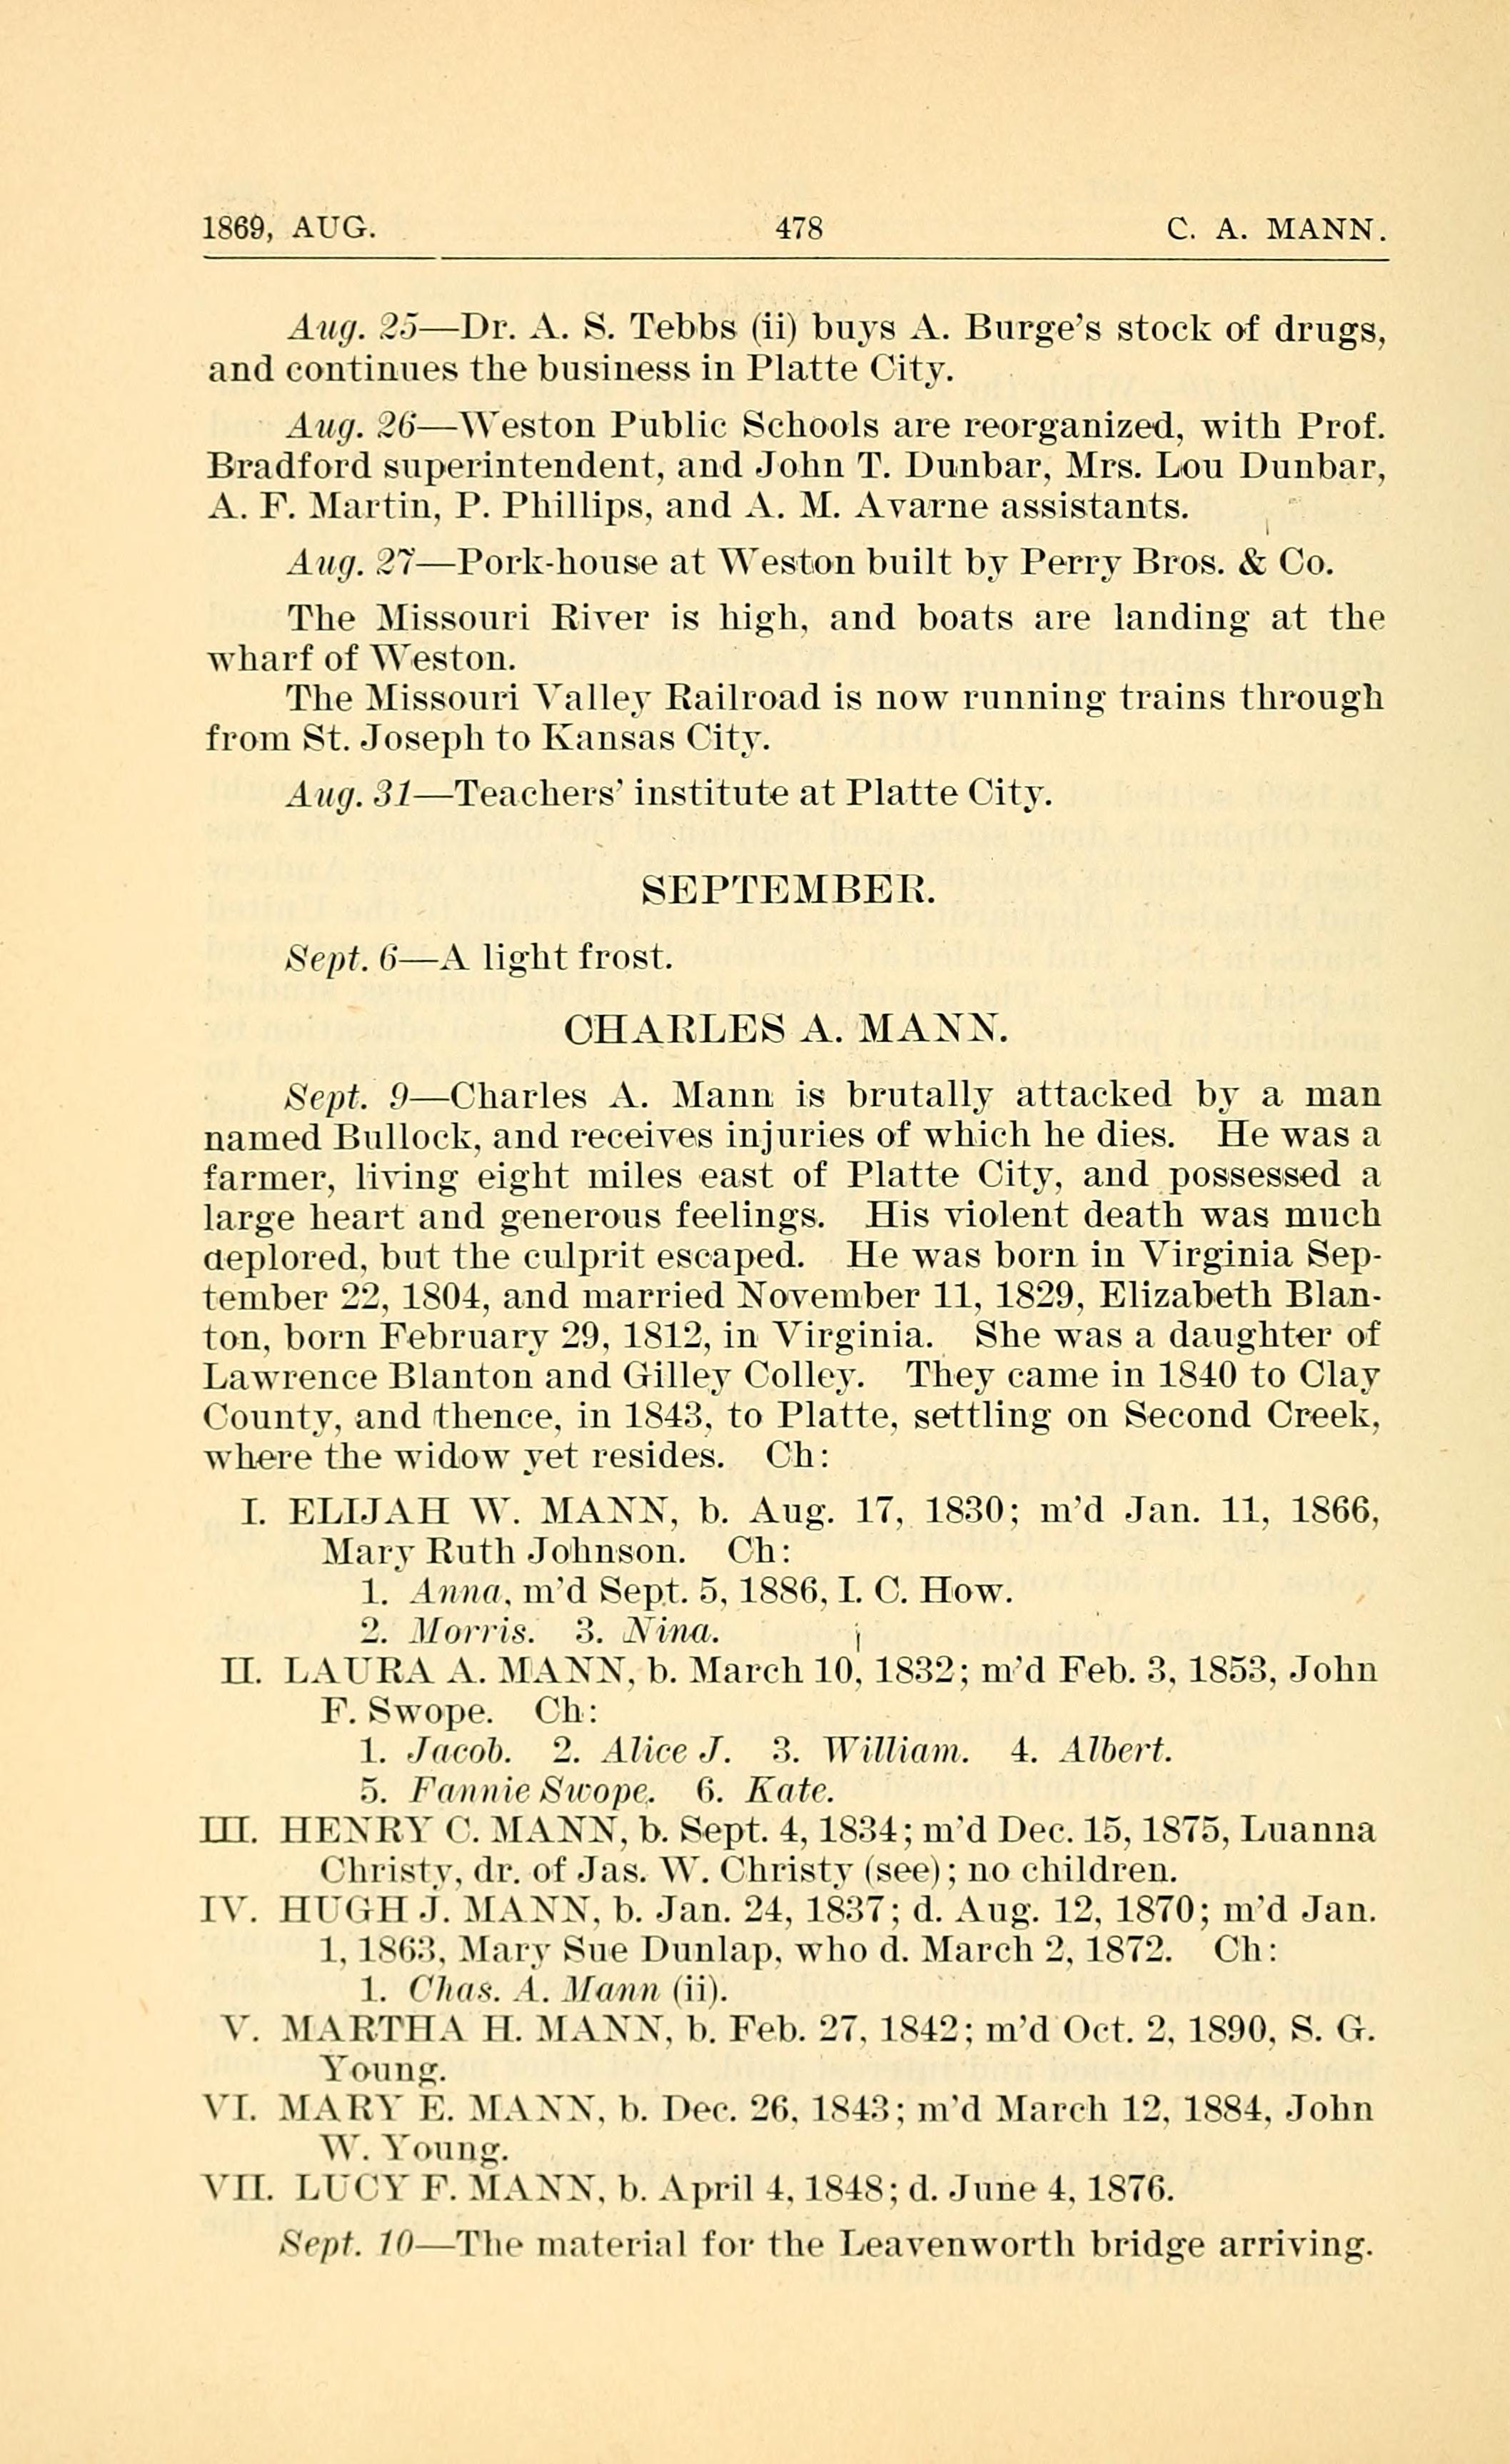 1869, AUG. 478 C. A. MANN.
Aug. 25—Dr. A. S. Tebbs (ii) buys A. Burge's stock of drugs,
and continues the business in Platte City.
Aug. 26—Weston Public Schools are reorganized, with Prof.
Bradford superintendent, and John T. Dunbar, Mrs. Lou Dunbar,
A. F. Martin, P. Phillips, and A. M. Avarne assistants.
Aug. 27—Pork-house at Weston built by Perry Bros. & Co.
The Missouri River is high, and boats are landing at the
wharf of Weston.
The Missouri Valley Railroad is now running trains through
from St. Joseph to Kansas City.
Aug. 31—Teachers' institute at Platte City.
SEPTEMBER.
Sept. 6—A light frost.
CHARLES A. MANN.
Sept. 9—Charles A. Mann is brutally attacked by a man
named Bullock, and receives injuries of which he dies. He was a
farmer, living eight miles east of Platte City, and possessed a
large heart and generous feelings. His violent death was much
deplored, but the culprit escaped. He was born in Virginia Sep-
tember 22, 1804, and married November 11, 1829, Elizabeth Blan-
ton, born February 29, 1812, in Virginia. She was a daughter of
Lawrence Blanton and Gilley Colley. They came in 1840 to Clay
County, and thence, in 1843, to Platte, settling on Second Creek,
where the widow yet resides. Ch:
I. ELIJAH W. MANN, b. Aug. 17, 1830; m'd Jan. 11, 1866,
Mary Ruth Johnson. Ch:
1. Anna, m'd Sept. 5, 1886, I. C. How.
2. Morris. 3. Nina.
II. LAURA A. MANN, b. March 10, 1832; m'd Feb. 3, 1853, John
F. Swope. Ch:
1. Jacob. 2. Alice J. 3. William. 4. Albert.
5. Fannie Swope. 6. Kate.
III. HENRY C. MANN, b. Sept. 4, 1834; m'd Dec. 15, 1875, Luanna
Christy, dr. of Jas. W. Christy (see); no children.
IV. HUGH J. MANN, b. Jan. 24, 1837; d. Aug. 12, 1870; m'd Jan.
1, 1863, Mary Sue Dunlap, who d. March 2, 1872. Ch:
1. Chas. A. Mann (ii).
V. MARTHA H. MANN, b. Feb. 27, 1842; m'd Oct. 2, 1890, S. G.
Young.
VI. MARY E. MANN, b. Dec. 26, 1843; m'd March 12, 1884, John
W. Young.
VII. LUCY F. MANN, b. April 4, 1848; d. June 4, 1876.
Sept. 10—The material for the Leavenworth bridge arriving.